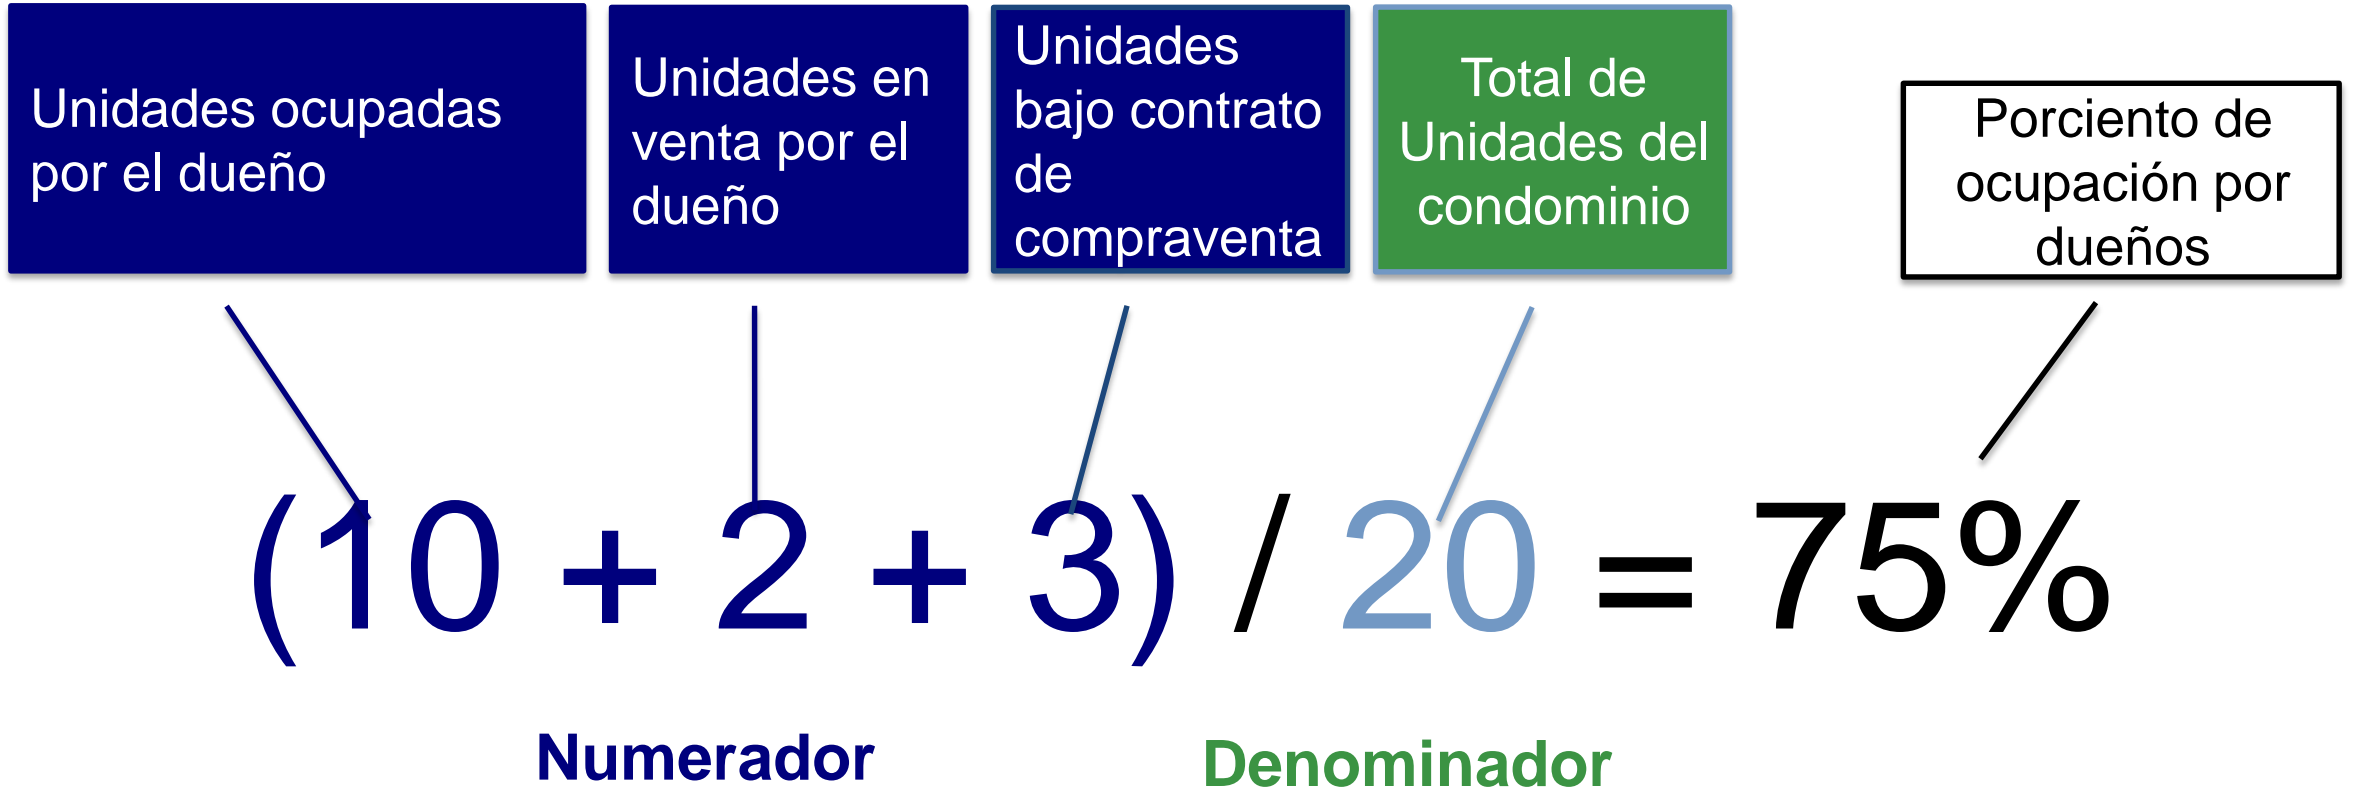 Unidades ocupadas
por el dueño
Unidades en
venta por el
dueño
Unidades
bajo contrato
de
compraventa
Total de
Unidades del
condominio
Porciento de
ocupación por
dueños
(10 + 2 + 3) / 20 = 75%
Numerador
Denominador